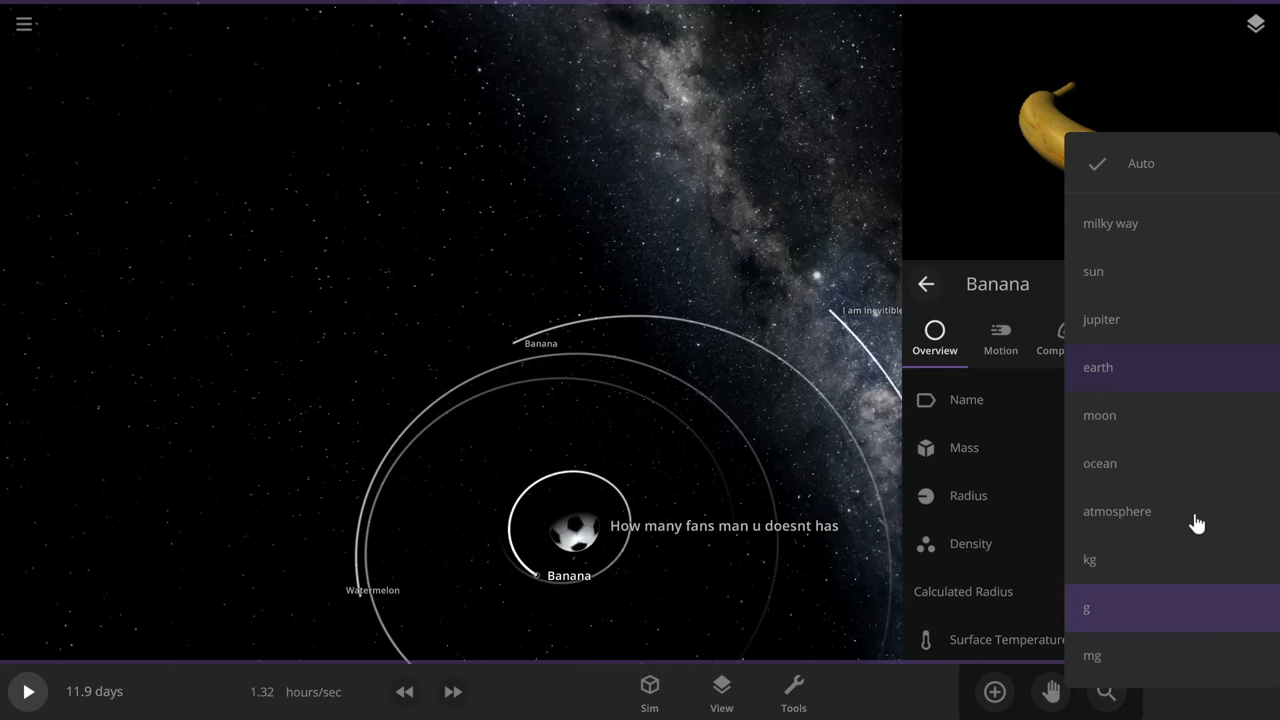 I am Inevitible
Banana
How many fans man u doesnt has
Banana
Watermelon
Banana
Overview
Motion
Comp
Name
Mass
Radius
Density
Calculated Radius
Surface Temperature
Auto
milky way
sun
jupiter
earth
moon
ocean
atmosphere
kg
g
mg
11.9 days
1.32 hours/sec
Sim
View
Tools